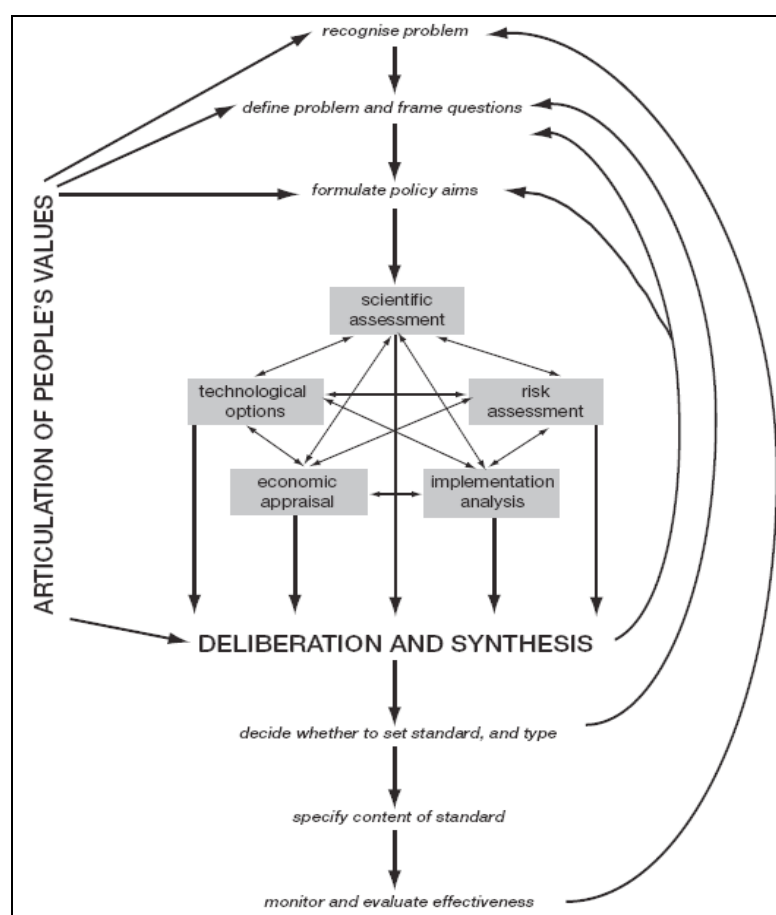 recognise problem
define problem and frame questions
formulate policy aims
ARTICULATION OF PEOPLE'S VALUES
scientific
assessment
technological
options
risk
assessment
economic
appraisal
implementation
analysis
DELIBERATION AND SYNTHESIS
decide whether to set standard, and type
specify content of standard
monitor and evaluate effectiveness